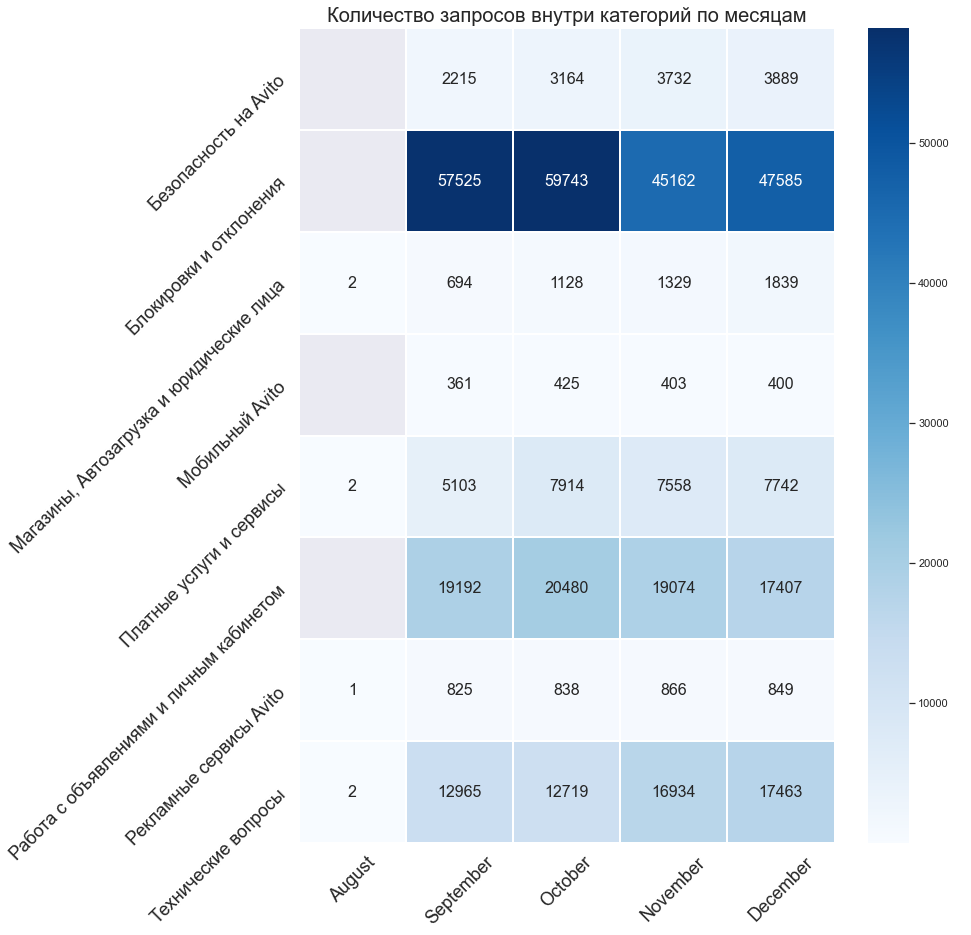 Количество запросов внутри категорий по месяцам
Безопасность на Avito
2215 3164 3732 3889
Блокировки и отклонения
57525 59743 45162 47585
Магазины, Автозагрузка и юридические лица
2 694 1128 1329 1839
Мобильный Avito
361 425 403 400
Платные услуги и сервисы
2 5103 7914 7558 7742
Работа с объявлениями и личным кабинетом
19192 20480 19074 17407
Рекламные сервисы Avito
1 825 838 866 849
Технические вопросы
2 12965 12719 16934 17463
August September October November December
50000
40000
30000
20000
10000